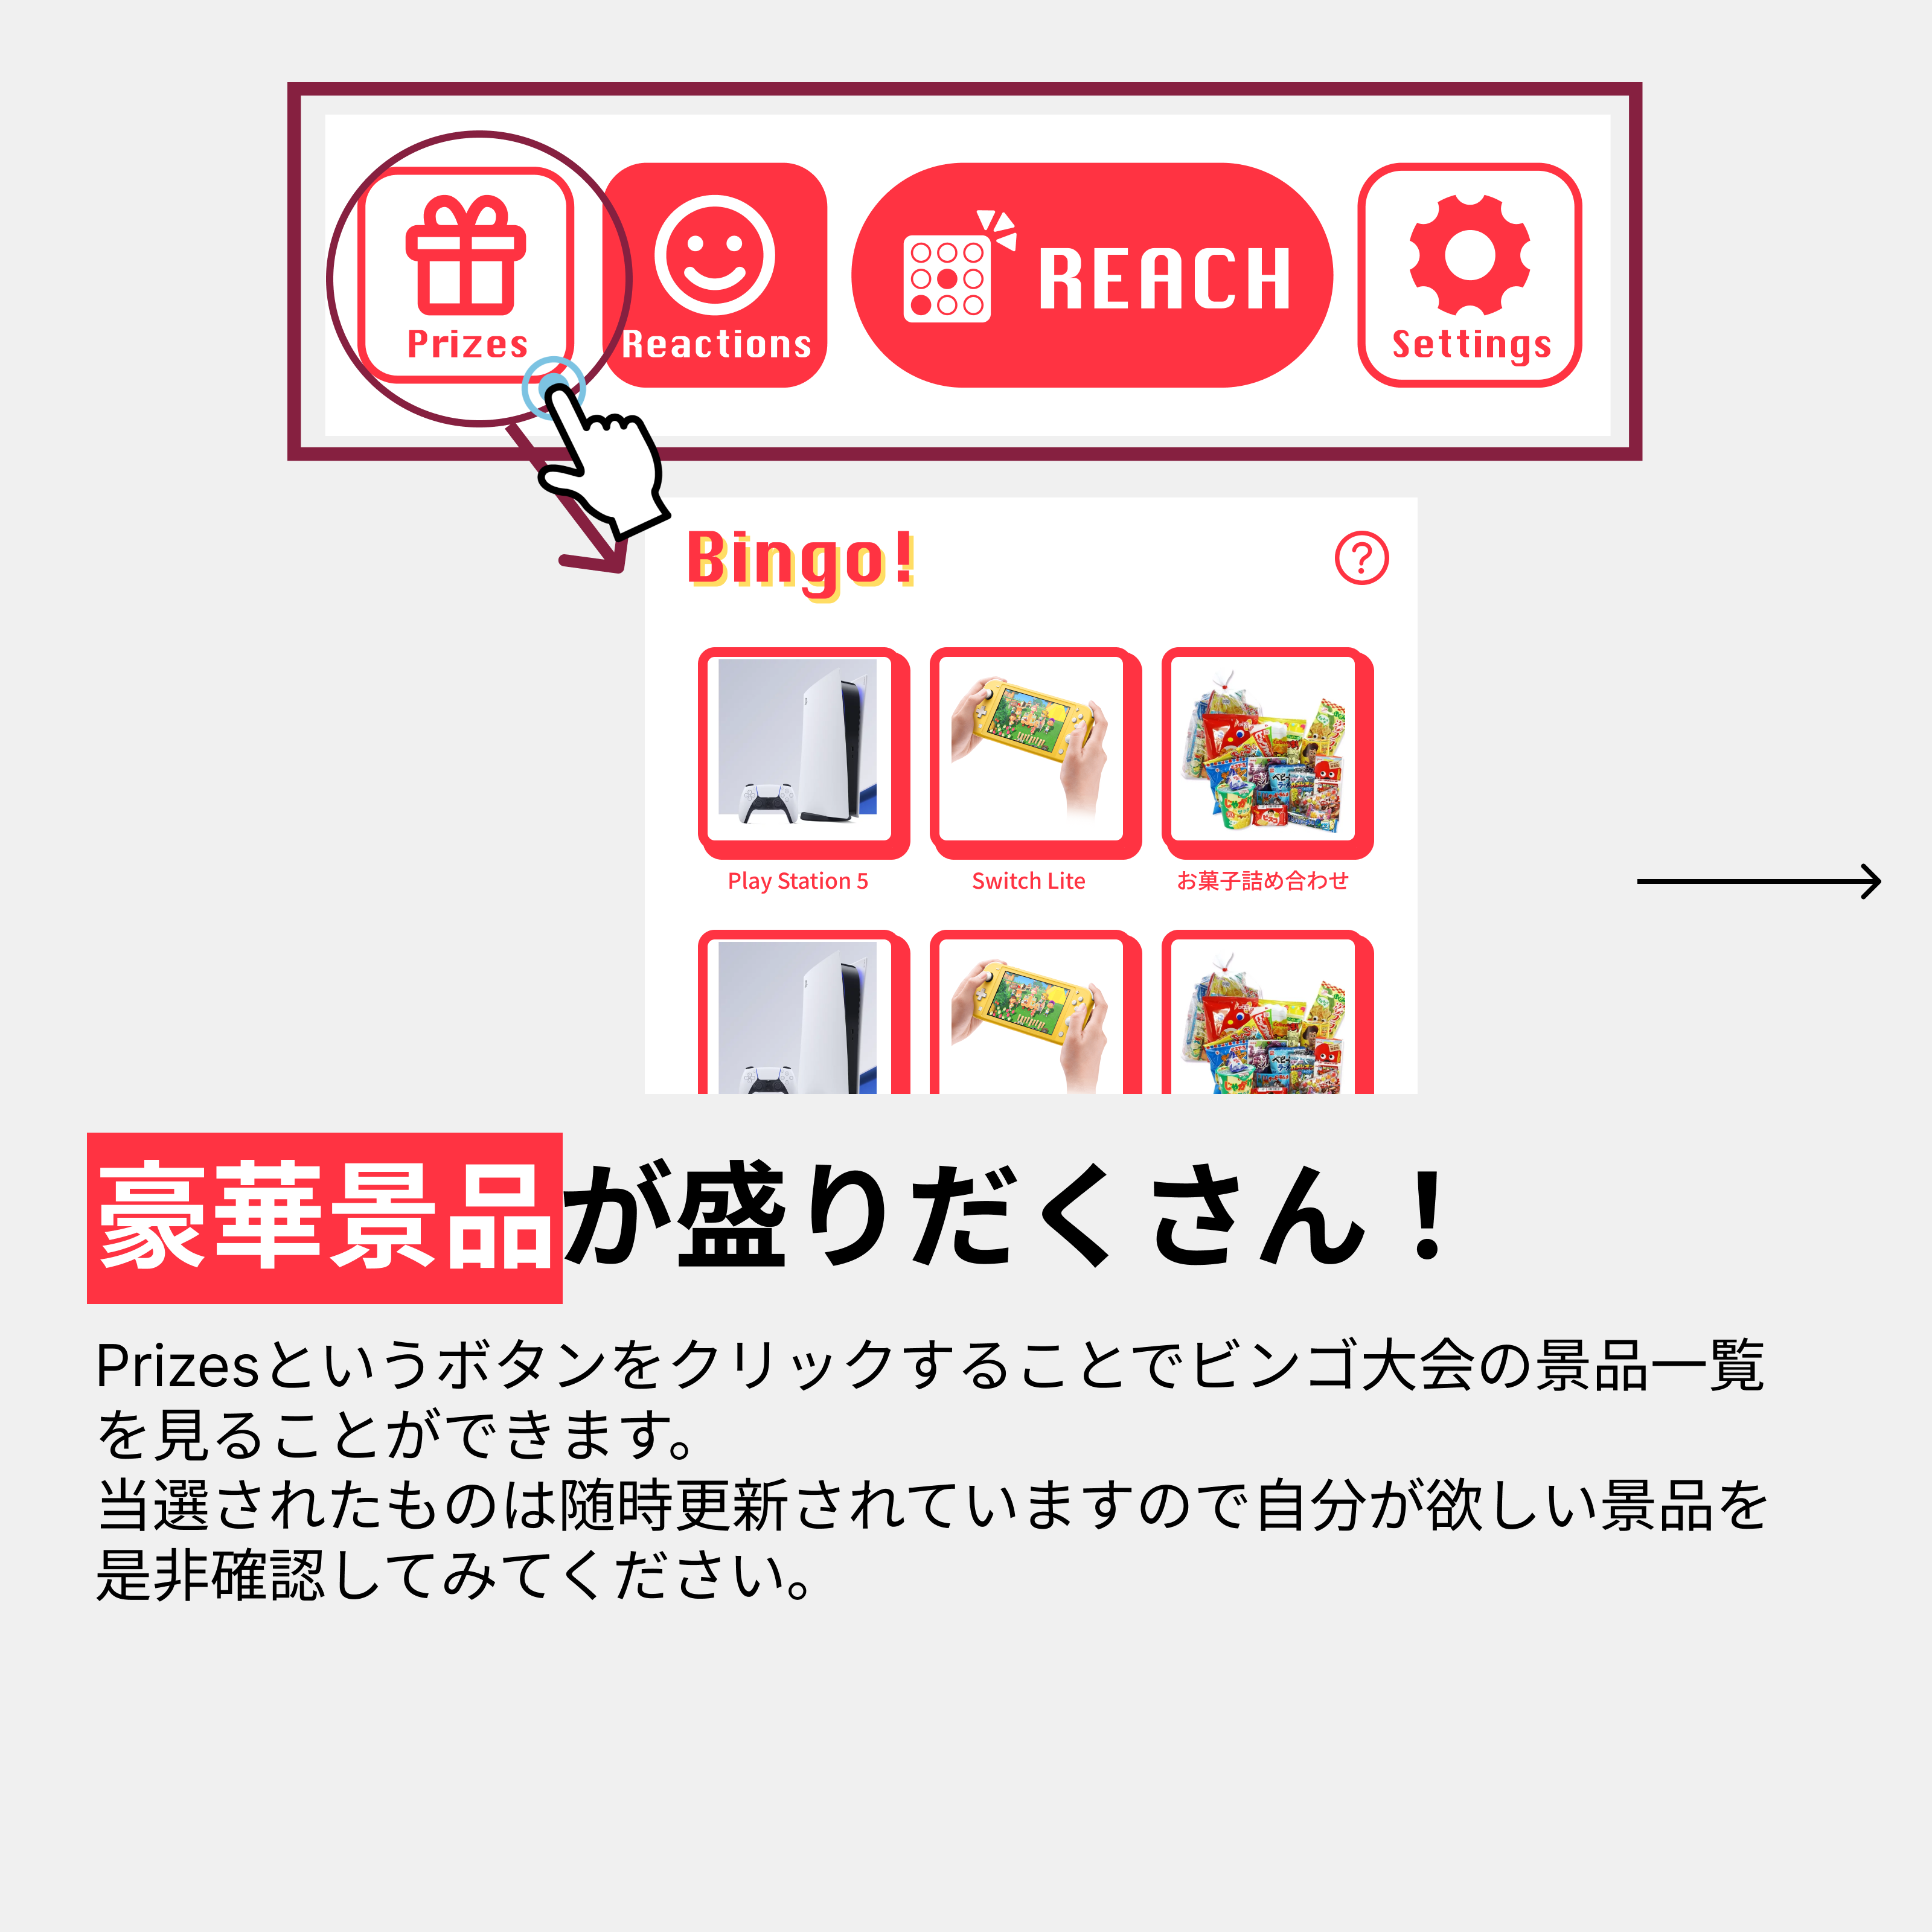 Prizes
Reactions
REACH
Settings
Bingo!
?
Play Station 5
Switch Lite
お菓子詰め合わせ
豪華景品が盛りだくさん！
Prizesというボタンをクリックすることでビンゴ大会の景品一覧
を見ることができます。
当選されたものは随時更新されていますので自分が欲しい景品を
是非確認してみてください。